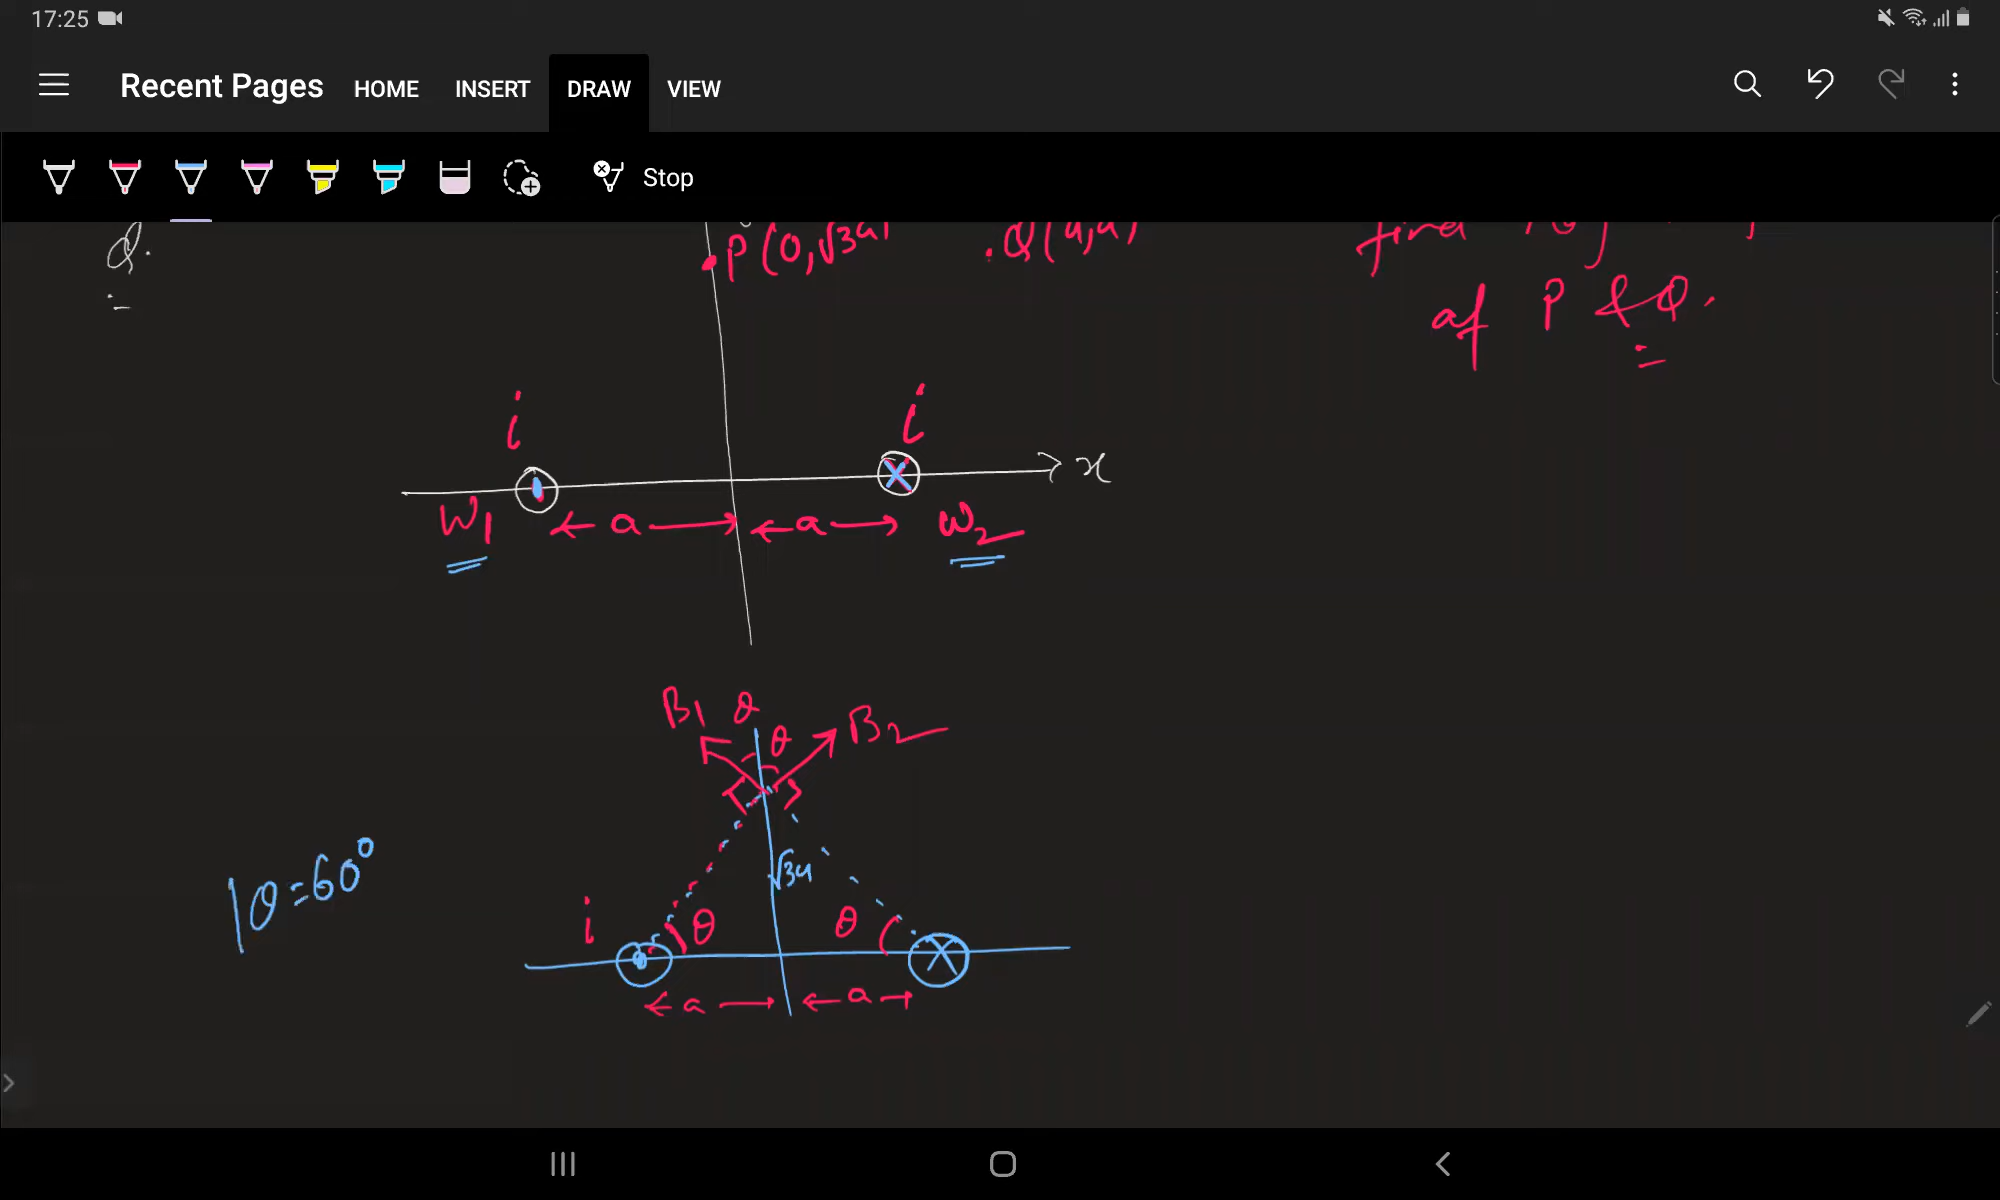 17:25
Recent Pages HOME INSERT DRAW VIEW
Stop
Q.
P(0,√3a)
.Q(a,a)
find
of P & Q.
i
i
x
W1
a
a
W2
B1
θ
θ
B2
√3a
θ=60°
i
θ
θ
a
a